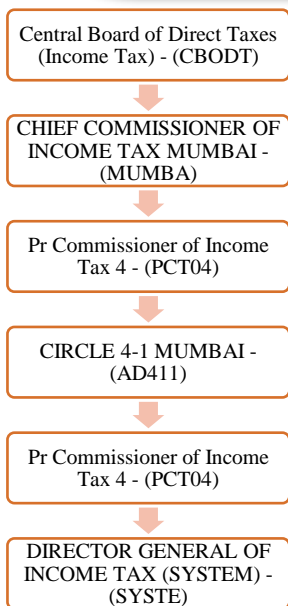 Central Board of Direct Taxes
(Income Tax) - (CBODT)
CHIEF COMMISSIONER OF
INCOME TAX MUMBAI -
(MUMBA)
Pr Commissioner of Income
Tax 4 - (PCT04)
CIRCLE 4-1 MUMBAI -
(AD411)
Pr Commissioner of Income
Tax 4 - (PCT04)
DIRECTOR GENERAL OF
INCOME TAX (SYSTEM) -
(SYSTE)